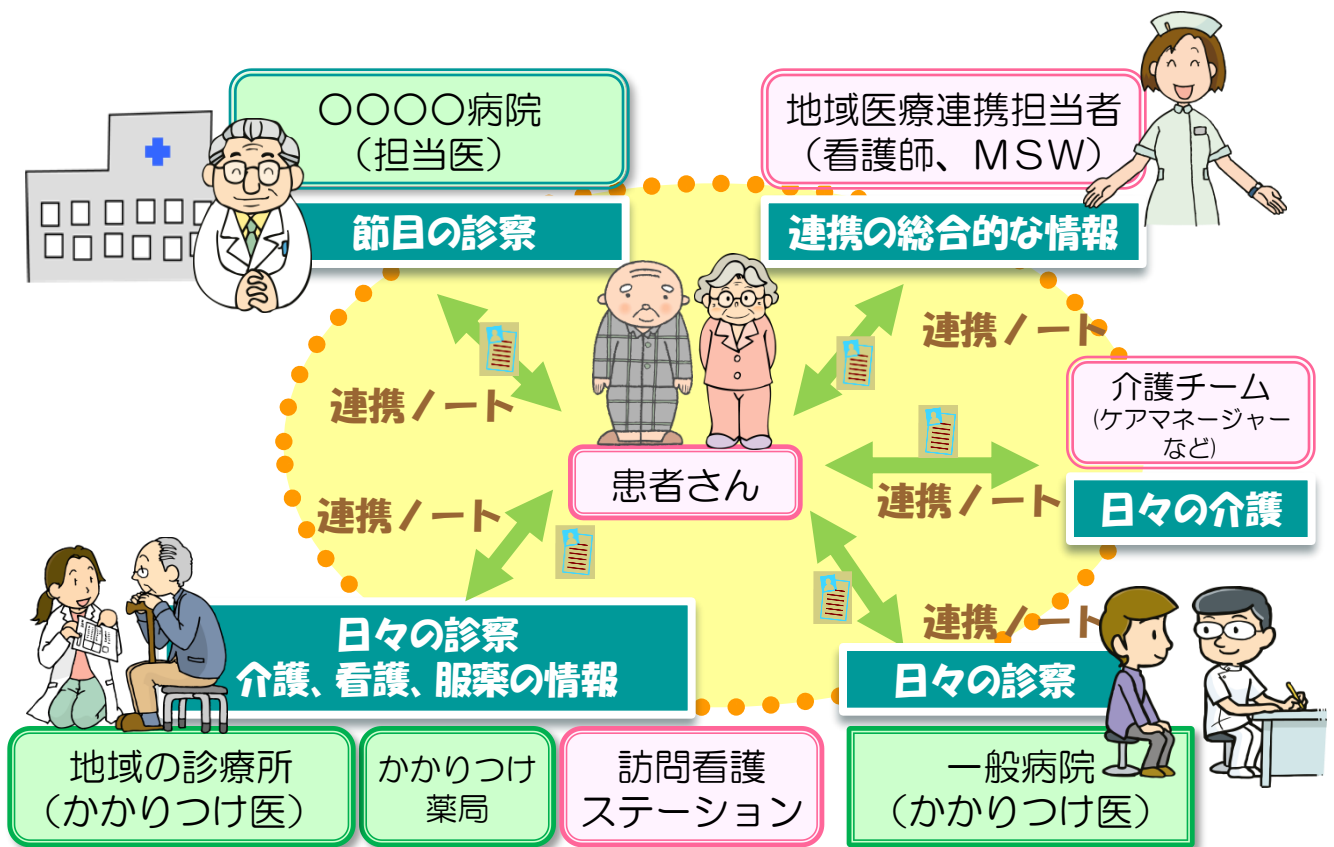 〇〇〇〇病院
（担当医）
節目の診察
地域医療連携担当者
（看護師、ＭＳＷ）
連携の総合的な情報
連携ノート
連携ノート
介護チーム
(ケアマネージャー
など)
日々の介護
患者さん
連携ノート
連携ノート
連携ノート
日々の診察
介護、看護、服薬の情報
日々の診察
地域の診療所
（かかりつけ医）
かかりつけ
薬局
訪問看護
ステーション
一般病院
（かかりつけ医）